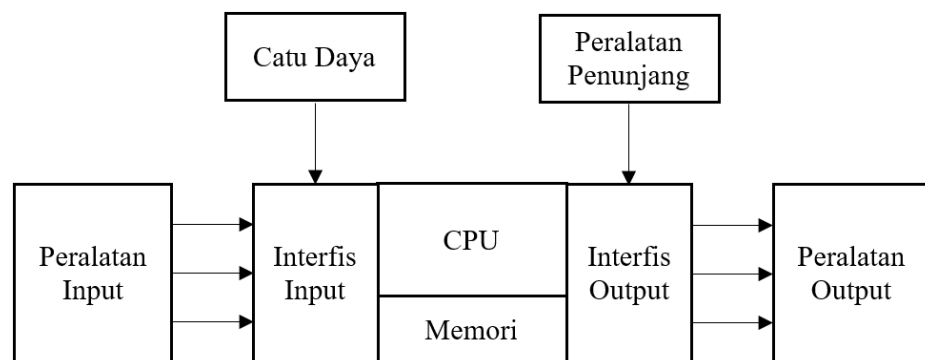 Catu Daya
Peralatan
Penunjang
Peralatan
Input
Interfis
Input
CPU
Memori
Interfis
Output
Peralatan
Output